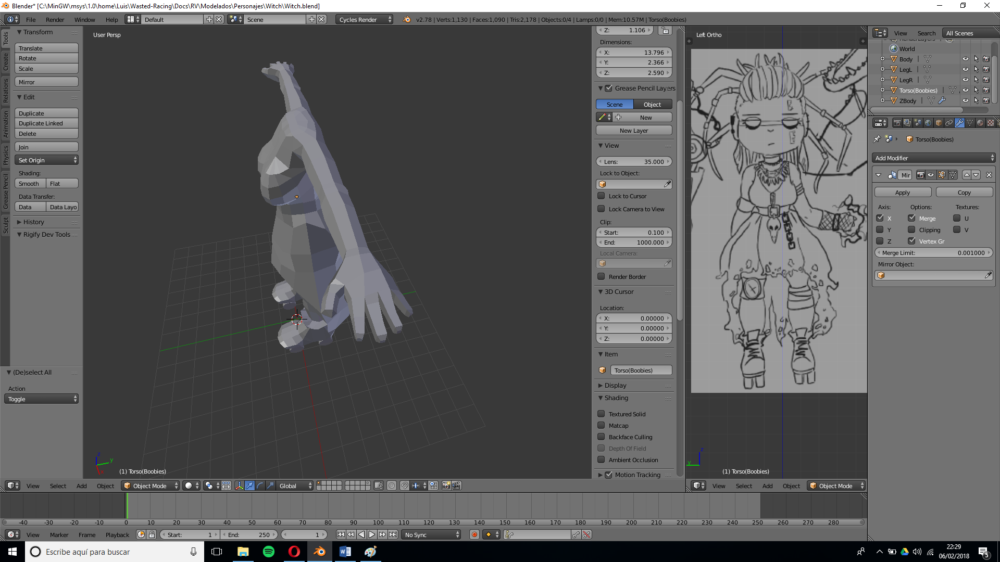 Blender* [C:\MinGW\msys\1.0\home\Luis\Wasted-Racing\Docs\RV\Modelados\Personajes\Witch\Witch.blend]
File Render Window Help Default Scene Cycles Render v2.78 | Verts:1,130 | Faces:1,090 | Tris:2,178 | Objects:0/4 | Lamps:0/0 | Mem:10.57M | Torso(Boobies)
Tools
Create
Relations
Animation
Physics
Grease Pencil
Sculpt
Transform
Translate
Rotate
Scale
Mirror
Edit
Duplicate
Duplicate Linked
Delete
Join
Set Origin
Shading:
Smooth Flat
Data Transfer:
Data Data Layo
History
Rigify Dev Tools
(De)select All
Action
Toggle
User Persp
z
y
x
(1) Torso(Boobies)
Z: 1.106
Dimensions:
X: 13.796
Y: 2.366
Z: 2.590
Grease Pencil Layers
Scene Object
New
New Layer
View
Lens: 35.000
Lock to Object:
Lock to Cursor
Lock Camera to View
Clip:
Start: 0.100
End: 1000.000
Local Camera:
Render Border
3D Cursor
Location:
X: 0.00000
Y: 0.00000
Z: 0.00000
Item
Torso(Boobies)
Display
Shading
Textured Solid
Matcap
Backface Culling
Depth Of Field
Ambient Occlusion
Motion Tracking
Left Ortho
z
y
(1) Torso(Boobies)
View Search All Scenes
RenderLayers
World
Body
LegL
LegR
Torso(Boobies)
ZBody
Torso(Boobies)
Add Modifier
Mir
Apply Copy
Axis: Options: Textures:
X Merge U
Y Clipping V
Z Vertex Gr
Merge Limit: 0.001000
Mirror Object:
View Select Add Object Object Mode Global
View Select Add Object Object Mode
-40 -30 -20 -10 0 10 20 30 40 50 60 70 80 90 100 110 120 130 140 150 160 170 180 190 200 210 220 230 240 250 260 270 280
View Marker Frame Playback Start: 1 End: 250 1 No Sync
Escribe aquí para buscar
22:29
06/02/2018
5